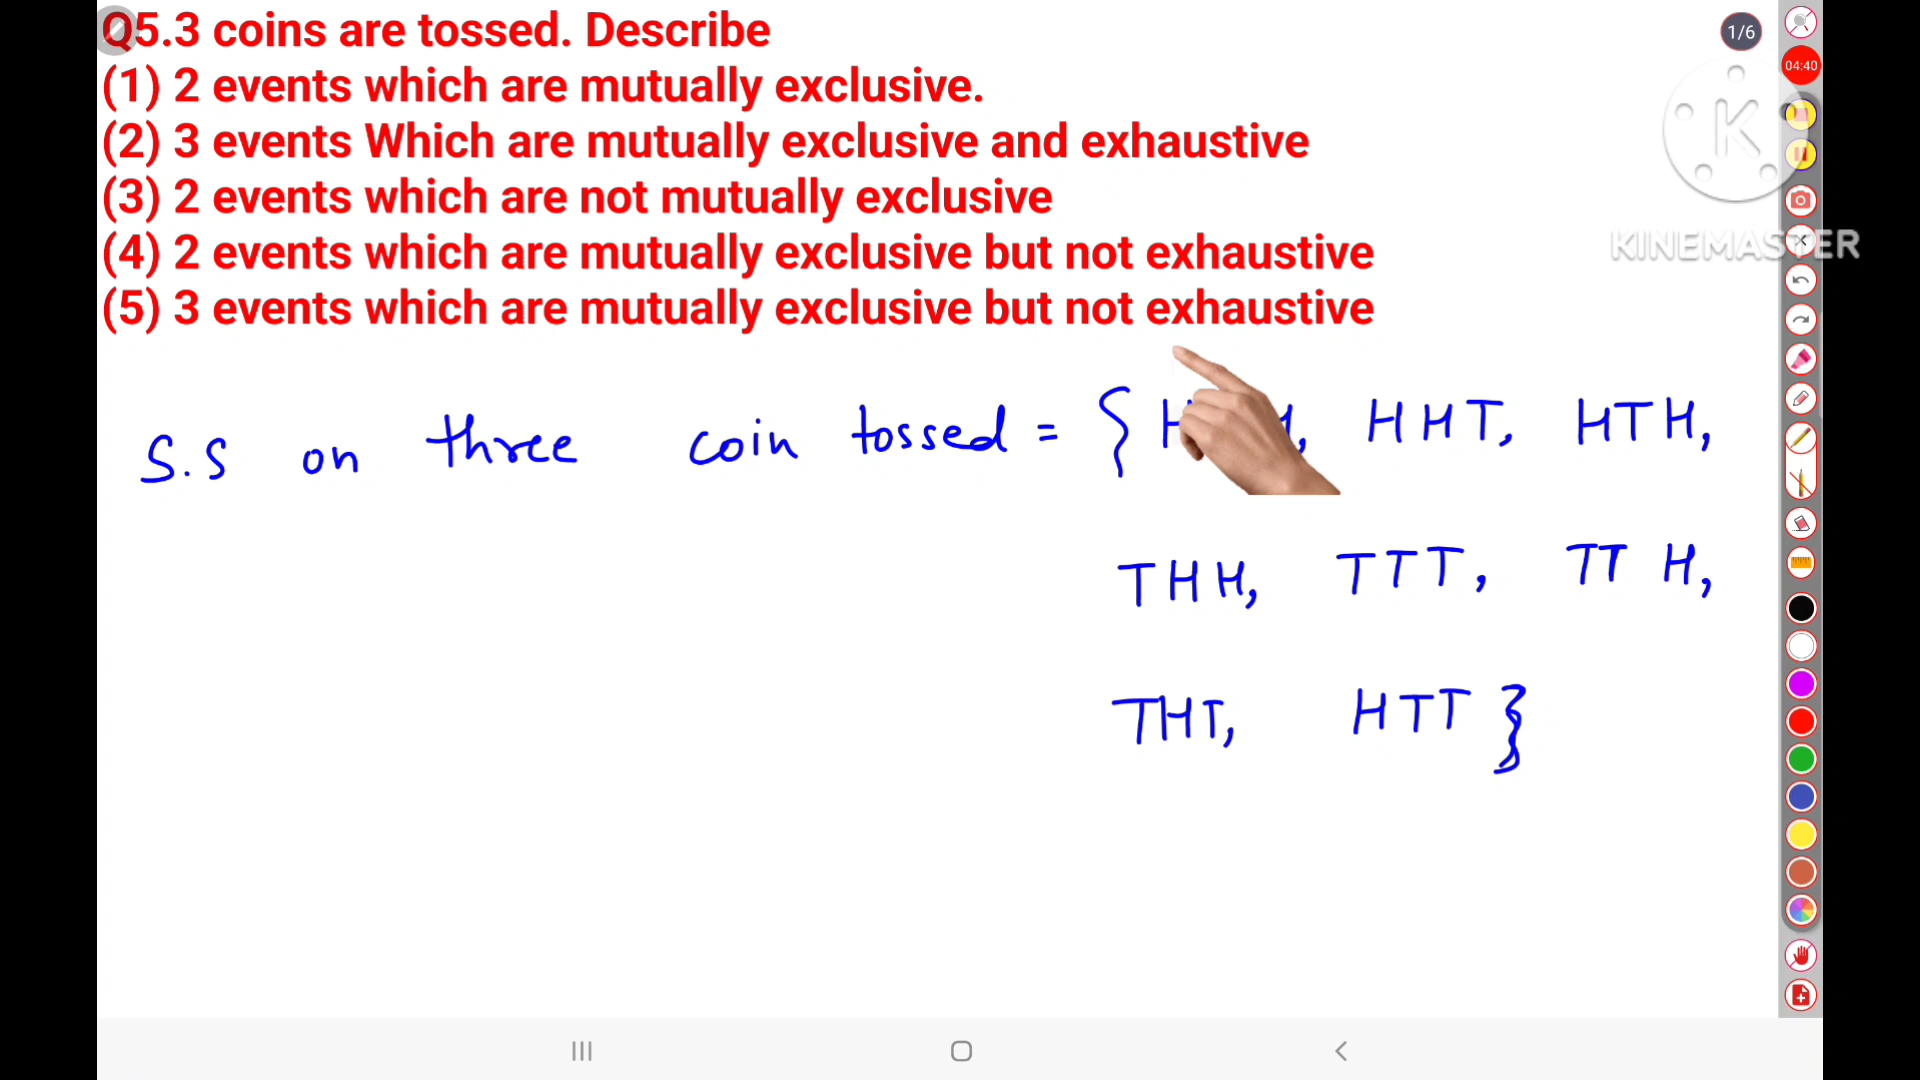 Q5.3 coins are tossed. Describe
(1) 2 events which are mutually exclusive.
(2) 3 events Which are mutually exclusive and exhaustive
(3) 2 events which are not mutually exclusive
(4) 2 events which are mutually exclusive but not exhaustive
(5) 3 events which are mutually exclusive but not exhaustive
1/6
04:40
K
KINEMASTER
S.S on three coin tossed = { HHT, HTH,
THH, TTT, TTH,
THT, HTT }